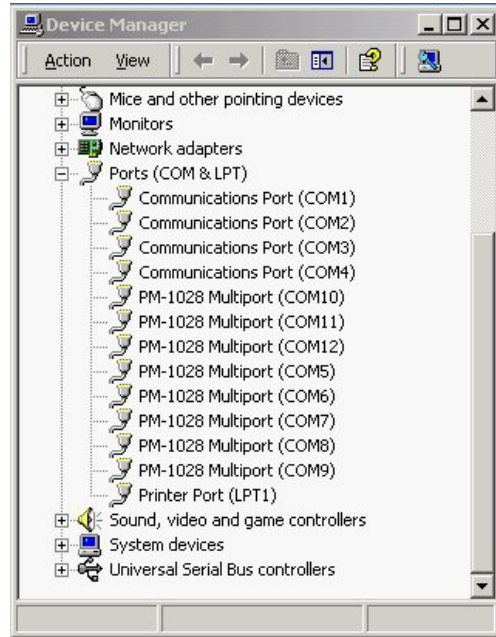 Device Manager
Action View
Mice and other pointing devices
Monitors
Network adapters
Ports (COM & LPT)
Communications Port (COM1)
Communications Port (COM2)
Communications Port (COM3)
Communications Port (COM4)
PM-1028 Multiport (COM10)
PM-1028 Multiport (COM11)
PM-1028 Multiport (COM12)
PM-1028 Multiport (COM5)
PM-1028 Multiport (COM6)
PM-1028 Multiport (COM7)
PM-1028 Multiport (COM8)
PM-1028 Multiport (COM9)
Printer Port (LPT1)
Sound, video and game controllers
System devices
Universal Serial Bus controllers